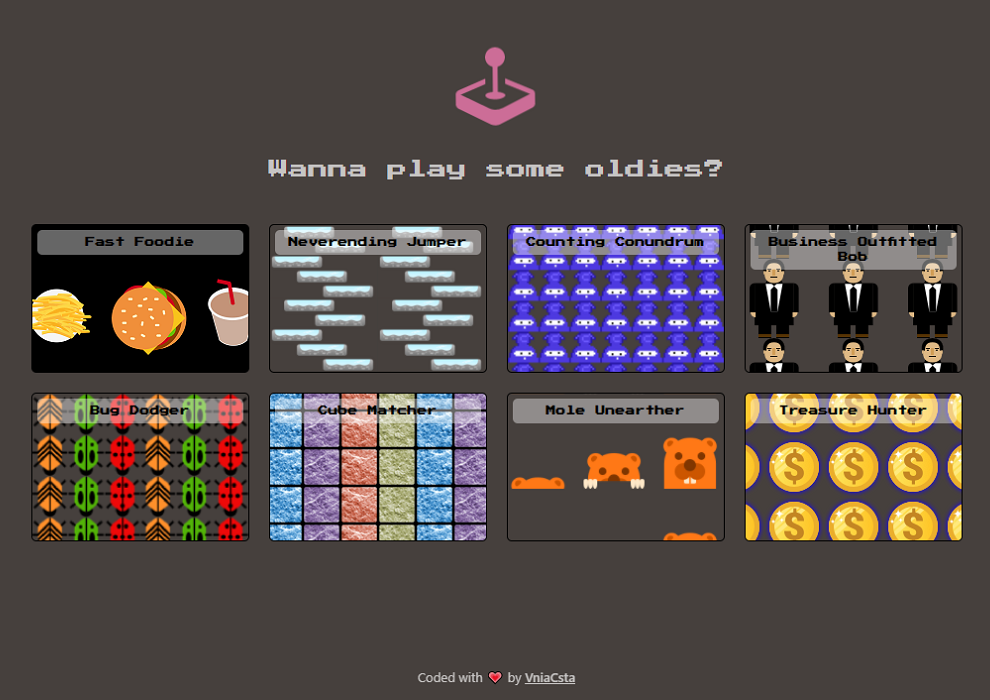 Wanna play some oldies?
Fast Foodie
Neverending Jumper
Counting Conundrum
Business Outfitted
Bob
Bug Dodger
Cube Matcher
Mole Unearther
Treasure Hunter
Coded with ❤ by VniaCsta